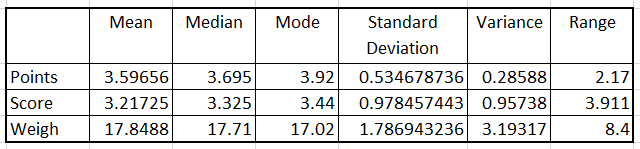 Mean Median Mode Standard Deviation Variance Range
Points 3.59656 3.695 3.92 0.534678736 0.28588 2.17
Score 3.21725 3.325 3.44 0.978457443 0.95738 3.911
Weigh 17.8488 17.71 17.02 1.786943236 3.19317 8.4